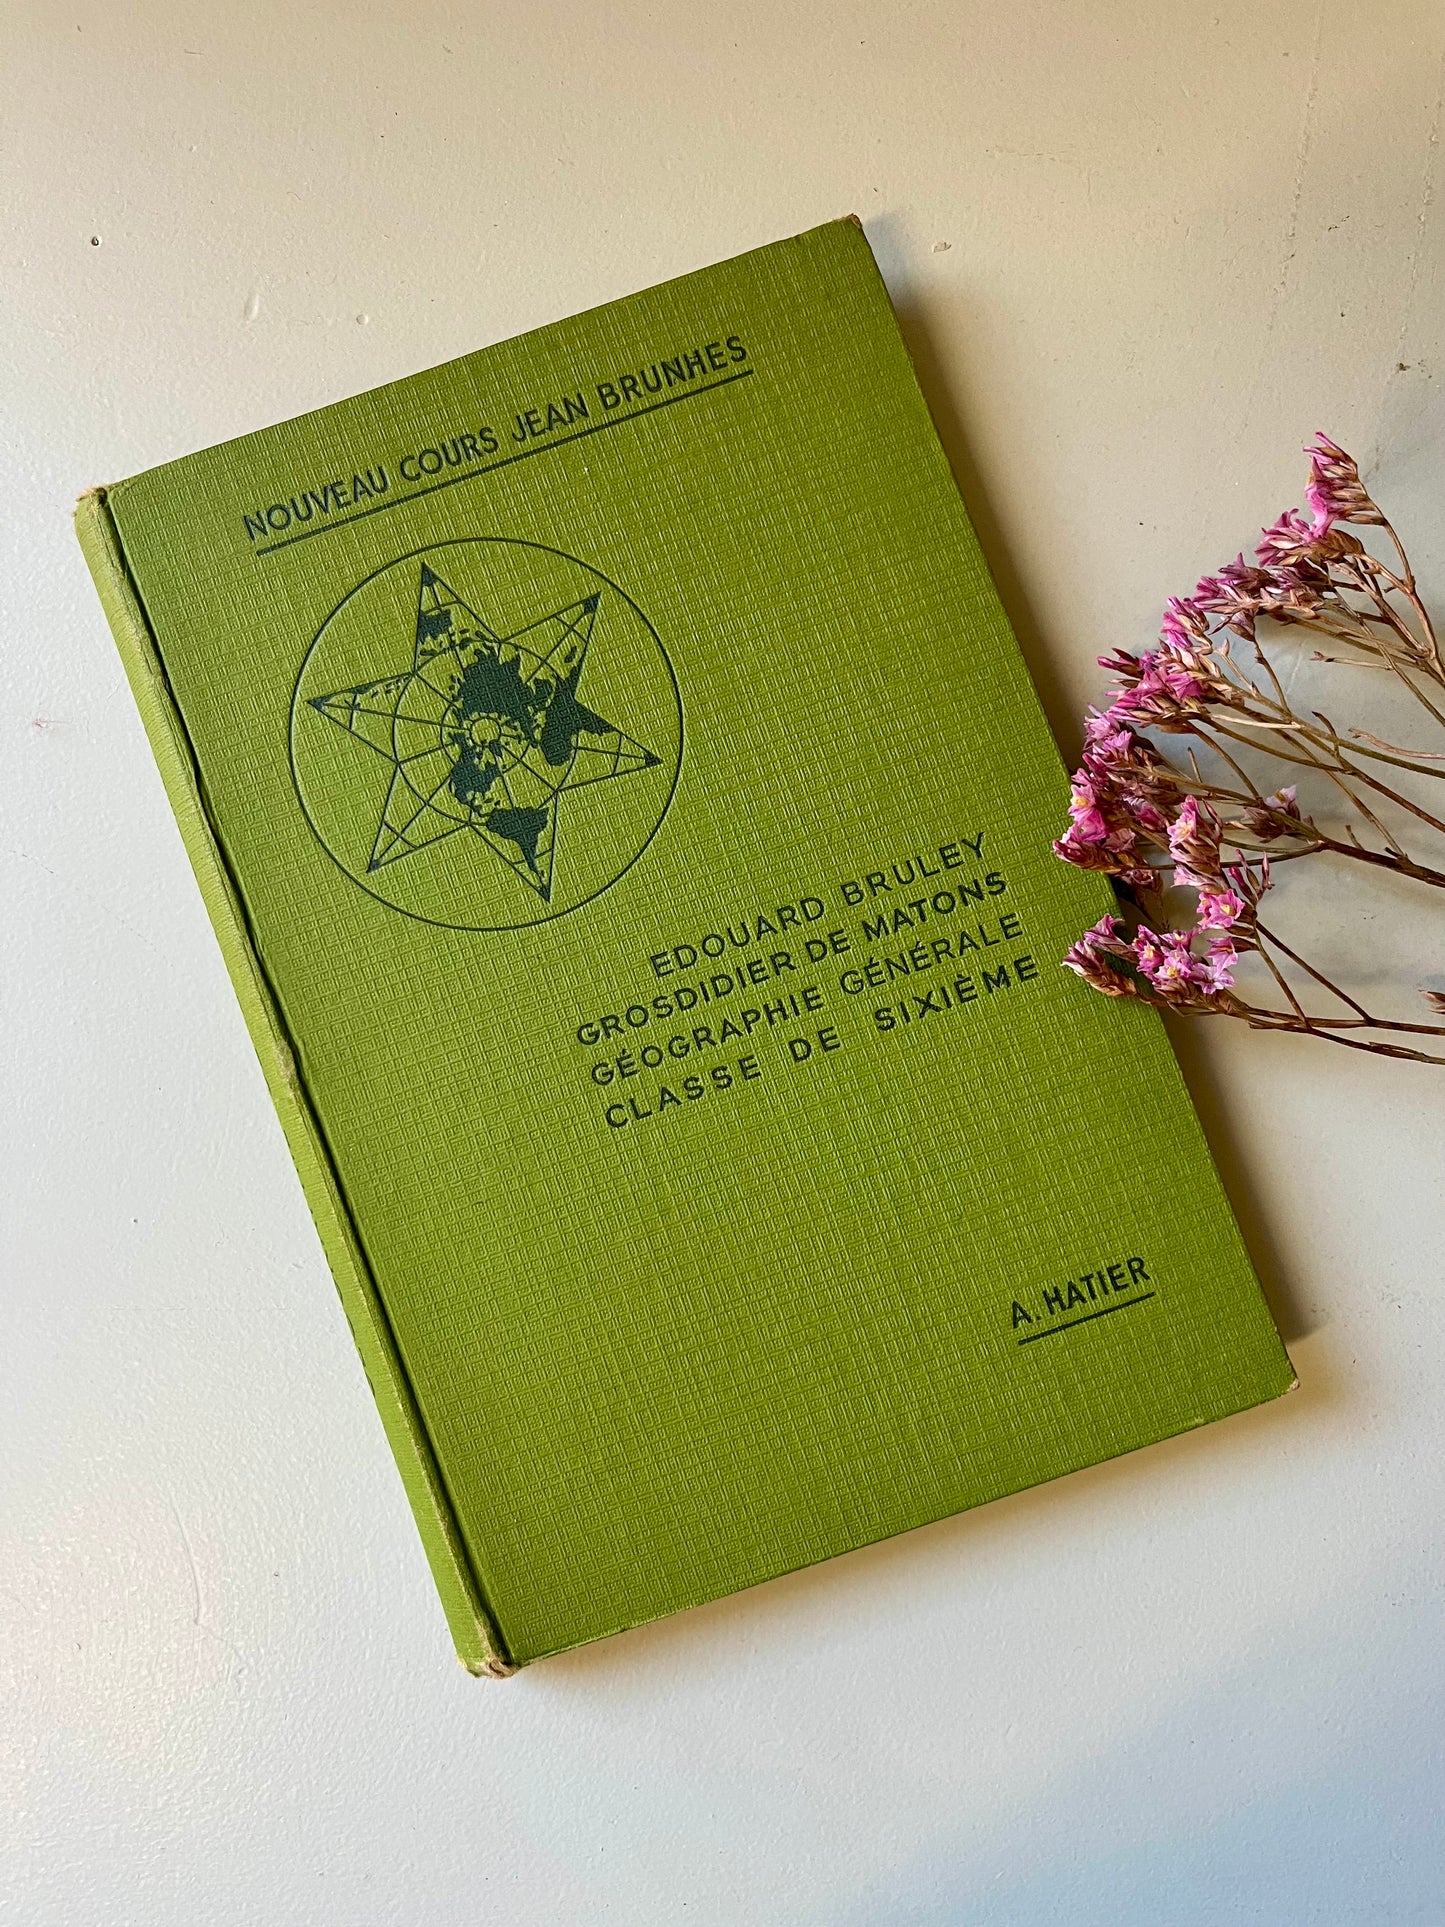 NOUVEAU COURS JEAN BRUNHES
EDOUARD BRULEY
GROSDIDIER DE MATONS
GÉOGRAPHIE GÉNÉRALE
CLASSE DE SIXIÈME
A. HATIER